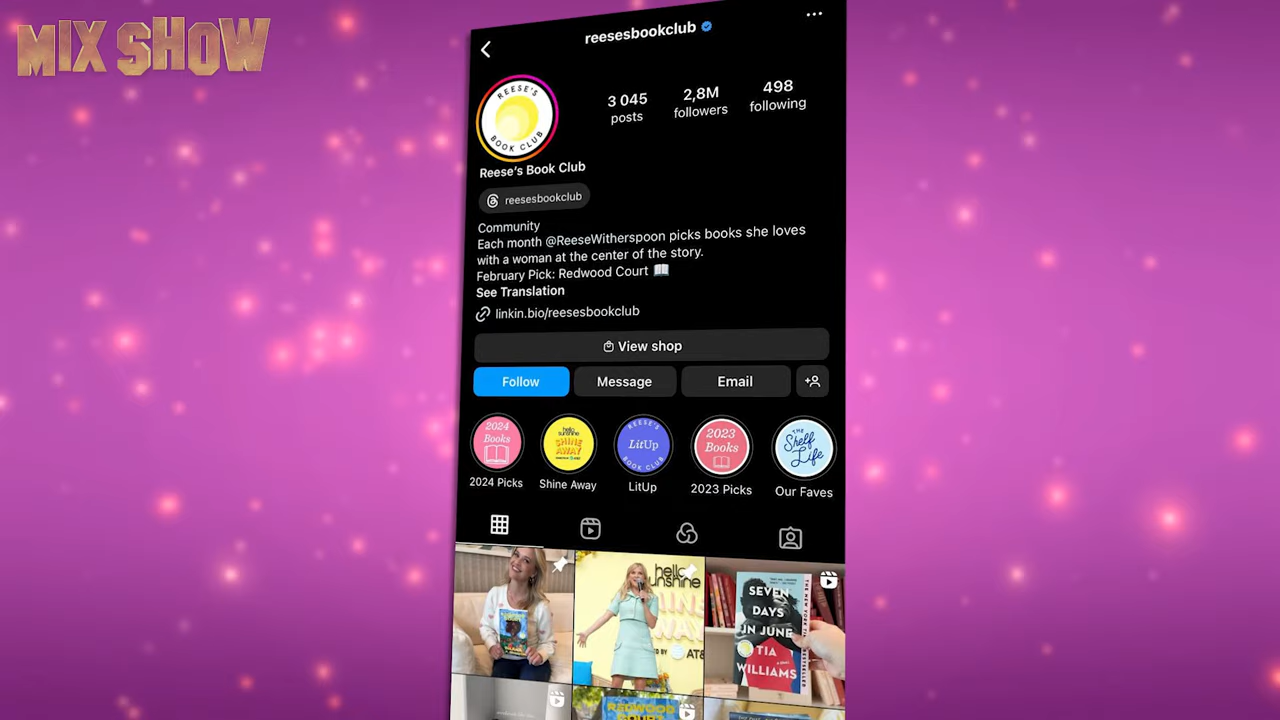 MIX SHOW
reesesbookclub
REESE'S
BOOK CLUB
3 045
posts
2,8M
followers
498
following
Reese's Book Club
reesesbookclub
Community
Each month @ReeseWitherspoon picks books she loves
with a woman at the center of the story.
February Pick: Redwood Court 📖
See Translation
linkin.bio/reesesbookclub
View shop
Follow
Message
Email
2024
Books
hello
sunshine
SHINE
AWAY
REESE'S
LitUp
BOOK CLUB
2023
Books
THE
Shelf
Life
2024 Picks
Shine Away
LitUp
2023 Picks
Our Faves
hello
sunshine
AT&T
SEVEN
DAYS
IN JUNE
TIA
WILLIAMS
REDWOOD
COURT